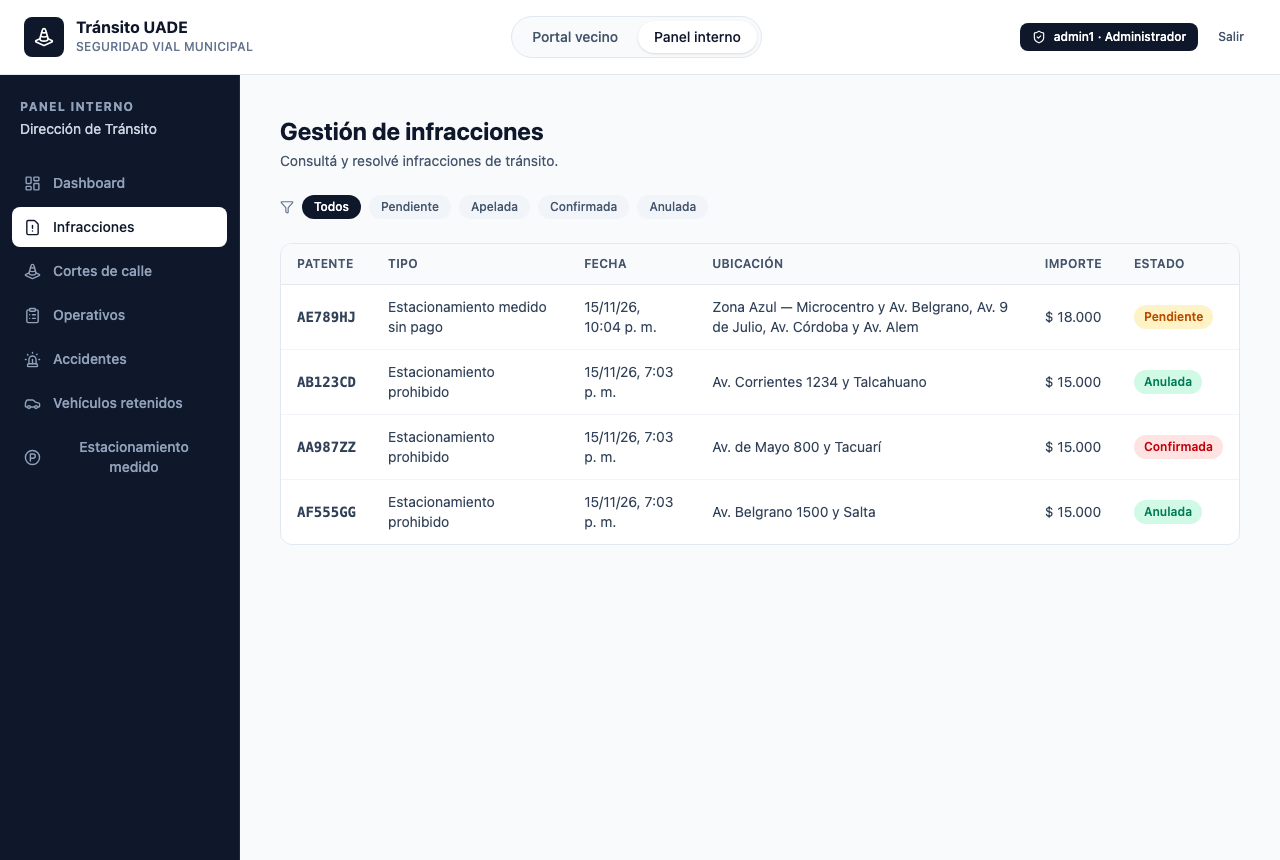 Tránsito UADE
SEGURIDAD VIAL MUNICIPAL
Portal vecino
Panel interno
admin1 · Administrador
Salir
PANEL INTERNO
Dirección de Tránsito
Dashboard
Infracciones
Cortes de calle
Operativos
Accidentes
Vehículos retenidos
Estacionamiento
medido
Gestión de infracciones
Consultá y resolvé infracciones de tránsito.
Todos
Pendiente
Apelada
Confirmada
Anulada
PATENTE TIPO FECHA UBICACIÓN IMPORTE ESTADO
AE789HJ
Estacionamiento medido
sin pago
15/11/26,
10:04 p. m.
Zona Azul — Microcentro y Av. Belgrano, Av. 9
de Julio, Av. Córdoba y Av. Alem
$ 18.000
Pendiente
AB123CD
Estacionamiento
prohibido
15/11/26, 7:03
p. m.
Av. Corrientes 1234 y Talcahuano
$ 15.000
Anulada
AA987ZZ
Estacionamiento
prohibido
15/11/26, 7:03
p. m.
Av. de Mayo 800 y Tacuarí
$ 15.000
Confirmada
AF555GG
Estacionamiento
prohibido
15/11/26, 7:03
p. m.
Av. Belgrano 1500 y Salta
$ 15.000
Anulada